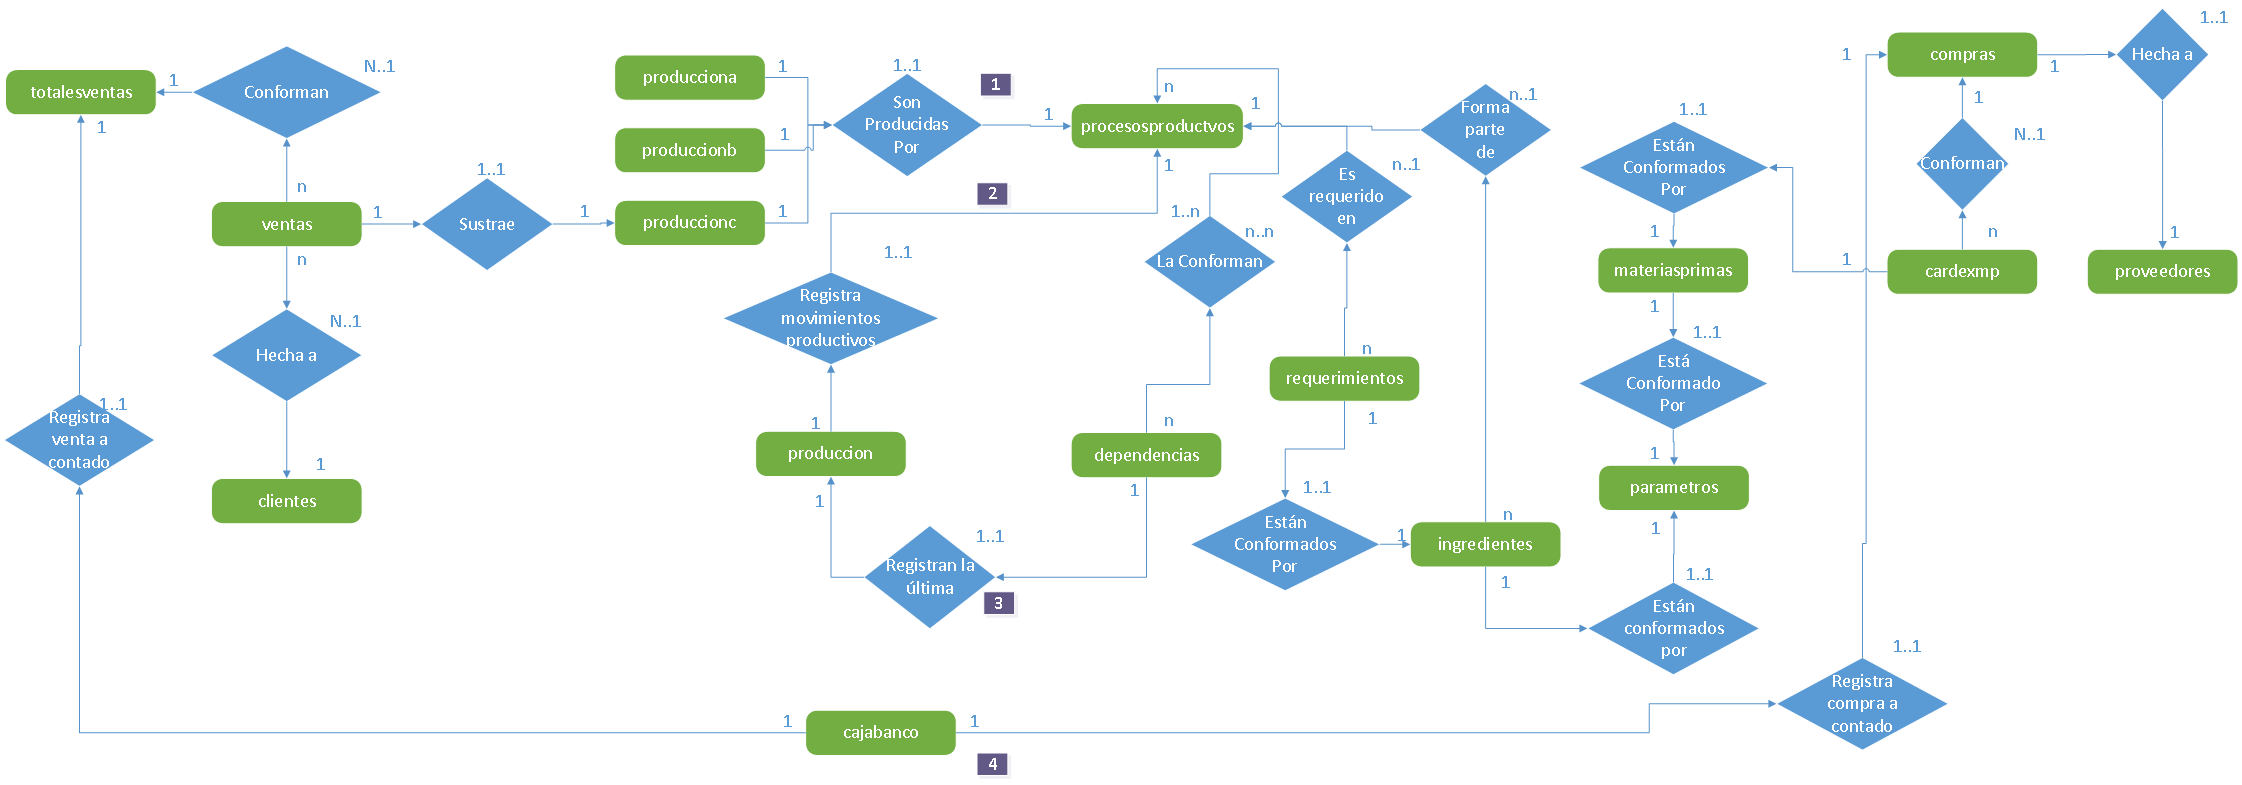 1..1
compras
Hecha a
1
1
N..1
producciona
1
1..1
1
n
1
totalesventas
1
Conforman
Son
Producidas
Por
1
procesosproductvos
n..1
Forma
parte
de
1..1
1
1
produccionb
1
Están
Conformados
Por
N..1
Conforman
1..1
1
n..1
Es
requerido
en
n
2
1
1
ventas
1
Sustrae
1
produccionc
1
1..n
n..n
1
n
1
n
1..1
La Conforman
1
materiasprimas
cardexmp
proveedores
N..1
Registra
movimientos
productivos
1
1..1
Hecha a
n
Está
Conformado
Por
requerimientos
1..1
Registra
venta a
contado
1
n
1
produccion
dependencias
1
1
clientes
1
1
1..1
parametros
1
n
1
Están
Conformados
Por
1
ingredientes
1..1
Registran la
última
3
1
1..1
Están
conformados
por
1..1
Registra
compra a
contado
1
cajabanco
1
4